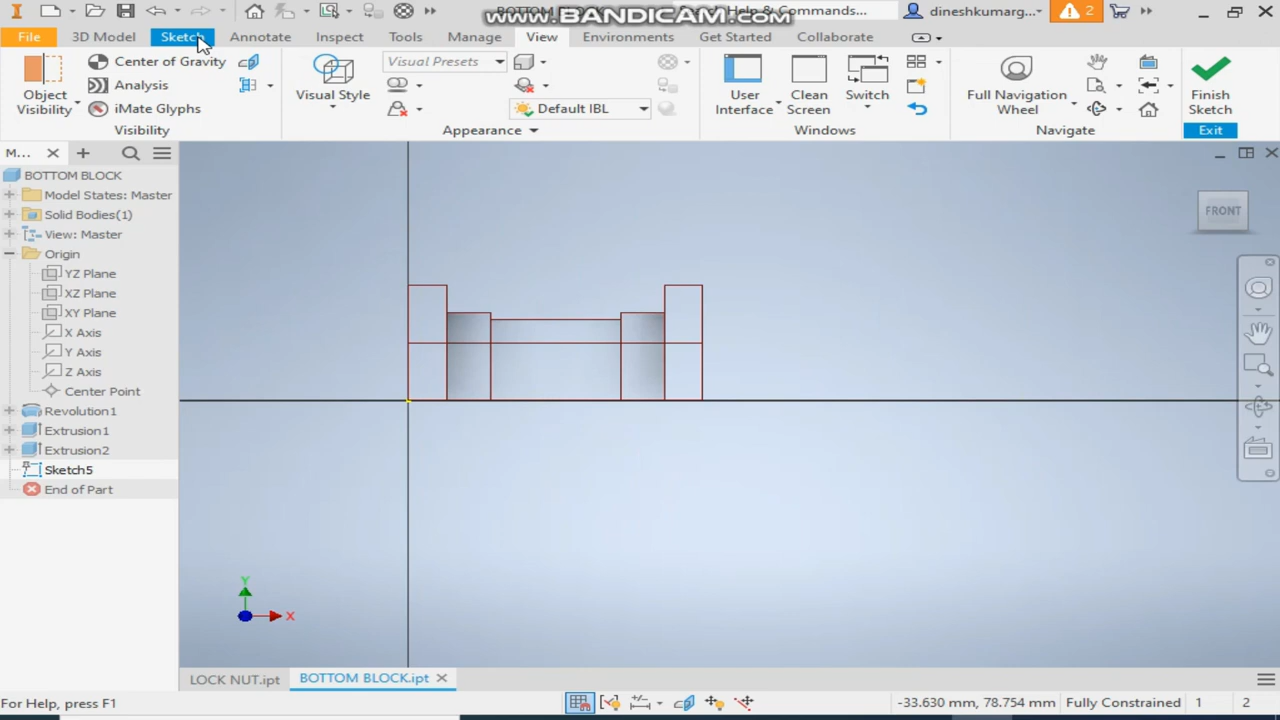 BOTTOM BLOCK
www.BANDICAM.com
Search Help & Commands...
dineshkumarg...
2
File
3D Model
Sketch
Annotate
Inspect
Tools
Manage
View
Environments
Get Started
Collaborate
Object
Visibility
Center of Gravity
Analysis
iMate Glyphs
Visibility
Visual Style
Visual Presets
Default IBL
Appearance
User
Interface
Clean
Screen
Switch
Windows
Full Navigation
Wheel
Navigate
Finish
Sketch
Exit
M...
BOTTOM BLOCK
Model States: Master
Solid Bodies(1)
View: Master
Origin
YZ Plane
XZ Plane
XY Plane
X Axis
Y Axis
Z Axis
Center Point
Revolution1
Extrusion1
Extrusion2
Sketch5
End of Part
FRONT
Y
X
LOCK NUT.ipt
BOTTOM BLOCK.ipt
For Help, press F1
-33.630 mm, 78.754 mm
Fully Constrained
1
2